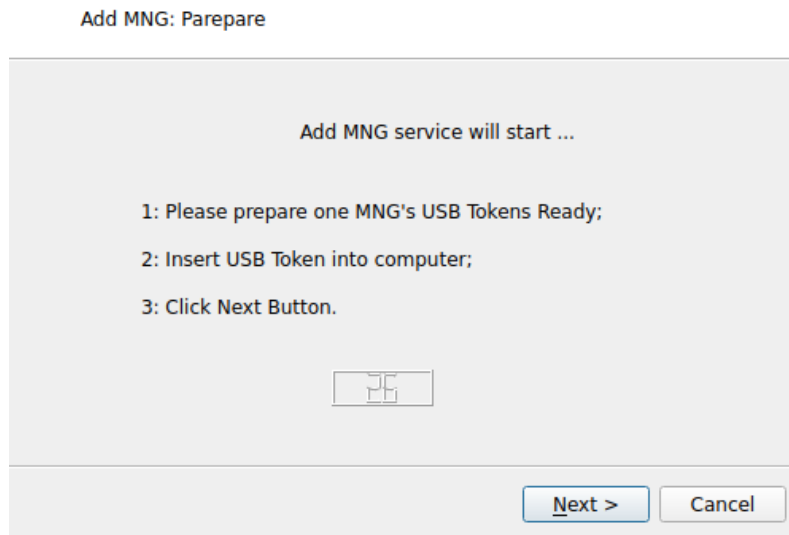 Add MNG: Parepare
Add MNG service will start ...
1: Please prepare one MNG's USB Tokens Ready;
2: Insert USB Token into computer;
3: Click Next Button.
26
Next >
Cancel